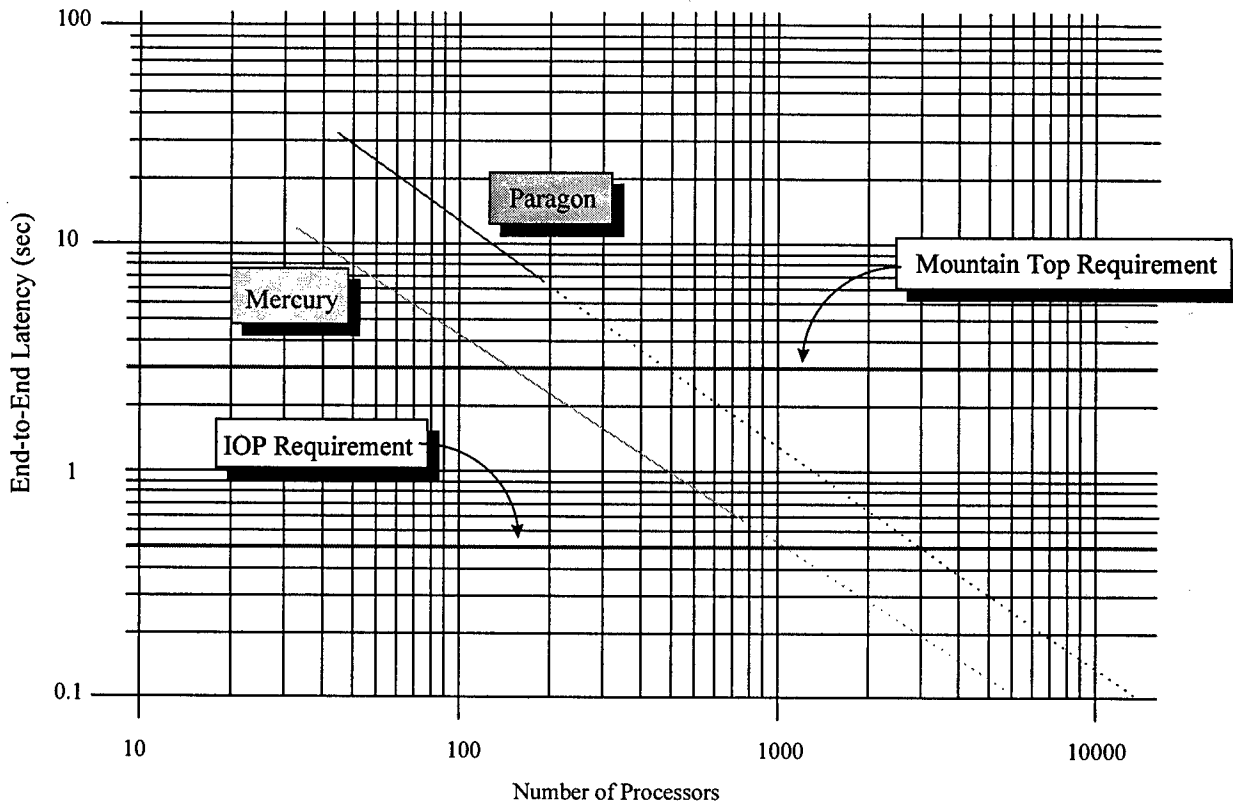 100
Paragon
10
Mountain Top Requirement
Mercury
End-to-End Latency (sec)
IOP Requirement
1
0.1
10
100
1000
10000
Number of Processors